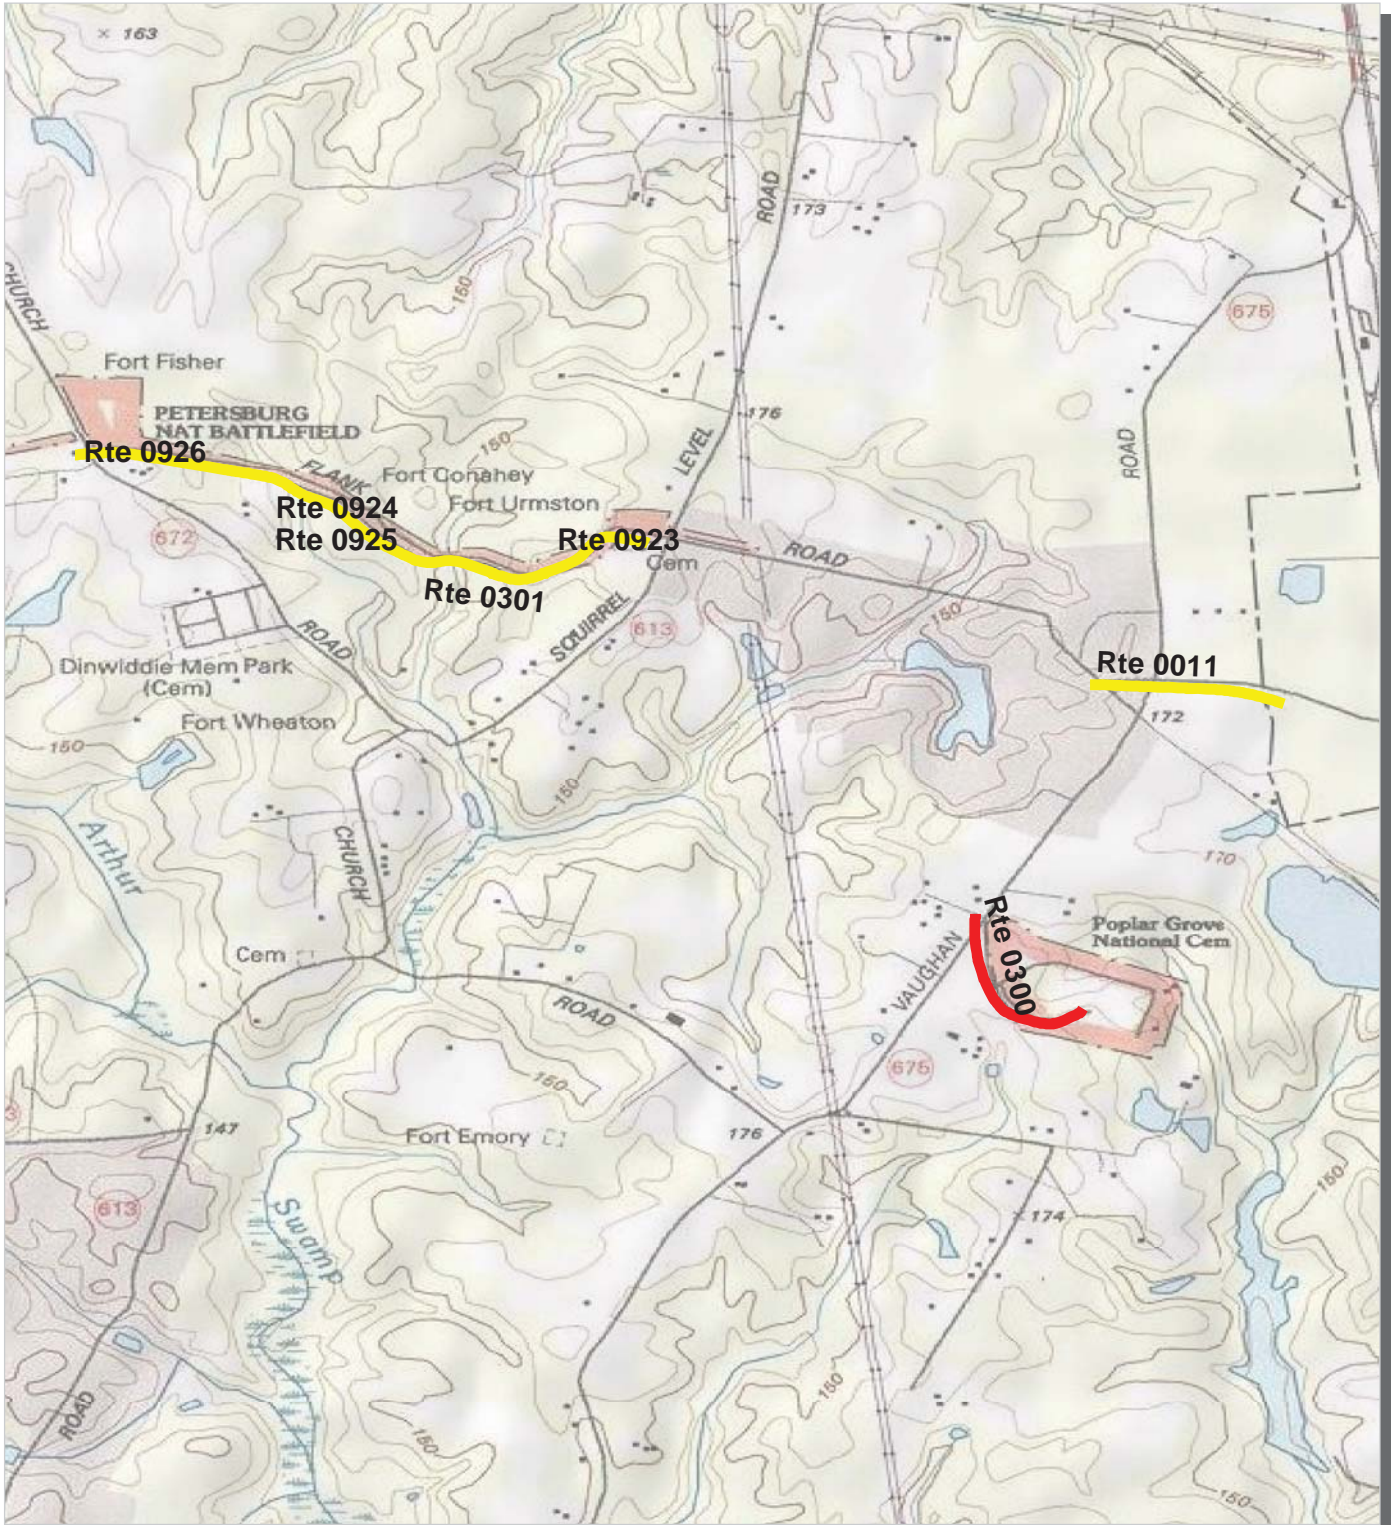 × 163
ROAD
173
CHURCH
150
675
Fort Fisher
PETERSBURG
NAT BATTLEFIELD
176
LEVEL
ROAD
150
Rte 0926
FLANK
Fort Conahey
Fort Urmston
Rte 0924
Rte 0925
Rte 0923
672
ROAD
Cem
Rte 0301
150
SQUIRREL
613
ROAD
Dinwiddie Mem Park
(Cem)
Rte 0011
Fort Wheaton
172
150
150
Arthur
CHURCH
170
Rte 0300
Poplar Grove
National Cem
VAUGHAN
Cem
ROAD
675
150
147
Fort Emory
176
150
613
Swamp
× 174
150
ROAD
150
150